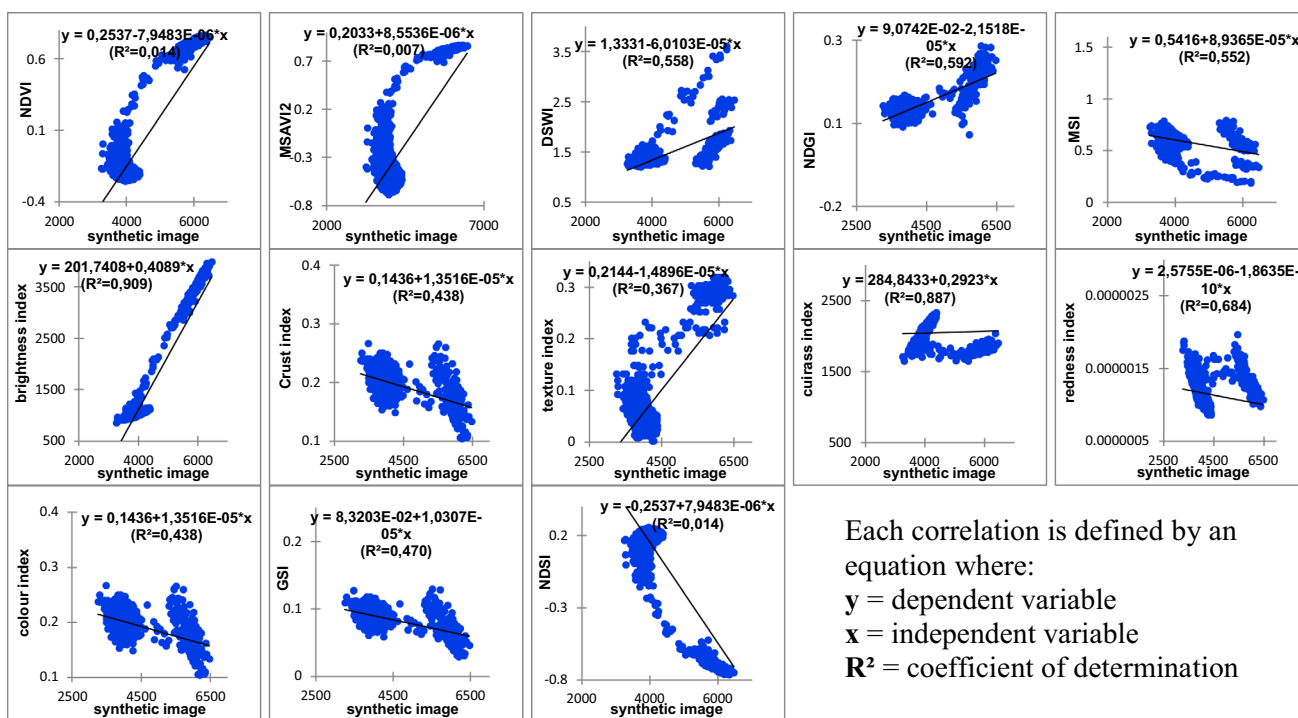 y = 0,2537-7,9483E-06*x
(R²=0,014)
NDVI
0.6
0.1
-0.4
2000 4000 6000
synthetic image
y = 0,2033+8,5536E-06*x
(R²=0,007)
MSAVI2
0.7
0.2
-0.3
-0.8
2000 7000
synthetic image
y = 1,3331-6,0103E-05*x
(R²=0,558)
DSWI
3.5
2.5
1.5
0.5
2000 4000 6000
synthetic image
y = 9,0742E-02-2,1518E-
05*x
(R²=0,592)
NDGI
0.3
0.1
-0.2
2500 4500 6500
synthetic image
y = 0,5416+8,9365E-05*x
(R²=0,552)
MSI
1
0.5
0
2000 4000 6000
synthetic image
y = 201,7408+0,4089*x
(R²=0,909)
brightness index
3500
2500
1500
500
2000 4000 6000
synthetic image
y = 0,1436+1,3516E-05*x
(R²=0,438)
Crust index
0.4
0.3
0.2
0.1
2500 4500 6500
synthetic image
y = 0,2144-1,4896E-05*x
(R²=0,367)
texture index
0.4
0.3
0.2
0.1
0
2500 4500 6500
synthetic image
y = 284,8433+0,2923*x
(R²=0,887)
cuirass index
2500
1500
500
2000 4000 6000
synthetic image
y = 2,5755E-06-1,8635E-
10*x
(R²=0,684)
redness index
0.0000025
0.0000015
0.0000005
2500 4500 6500
synthetic image
y = 0,1436+1,3516E-05*x
(R²=0,438)
colour index
0.4
0.3
0.2
0.1
2500 4500 6500
synthetic image
y = 8,3203E-02+1,0307E-
05*x
(R²=0,470)
GSI
0.2
0.1
0
2500 4500 6500
synthetic image
y = -0,2537+7,9483E-06*x
(R²=0,014)
NDSI
0.2
-0.3
-0.8
2000 4000 6000
synthetic image
Each correlation is defined by an
equation where:
y = dependent variable
x = independent variable
R² = coefficient of determination